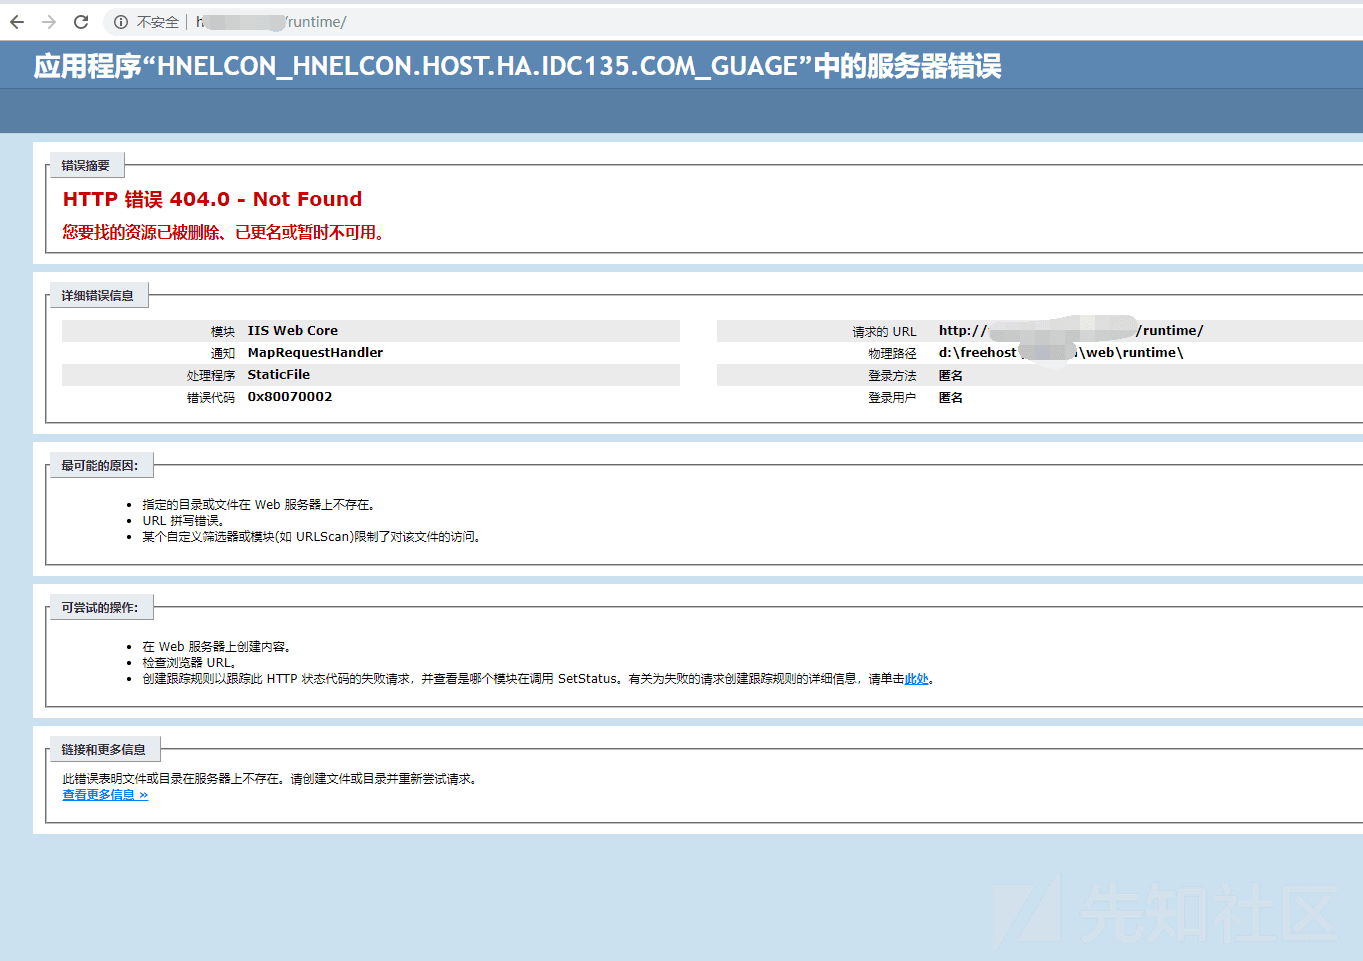 不安全 h /runtime/
应用程序“HNELCON_HNELCON.HOST.HA.IDC135.COM_GUAGE”中的服务器错误
错误摘要
HTTP 错误 404.0 - Not Found
您要找的资源已被删除、已更名或暂时不可用。
详细错误信息
模块 IIS Web Core
通知 MapRequestHandler
处理程序 StaticFile
错误代码 0x80070002
请求的 URL http:// /runtime/
物理路径 d:\freehost \web\runtime\
登录方法 匿名
登录用户 匿名
最可能的原因:
• 指定的目录或文件在 Web 服务器上不存在。
• URL 拼写错误。
• 某个自定义筛选器或模块(如 URLScan)限制了对该文件的访问。
可尝试的操作:
• 在 Web 服务器上创建内容。
• 检查浏览器 URL。
• 创建跟踪规则以跟踪此 HTTP 状态代码的失败请求，并查看是哪个模块在调用 SetStatus。有关为失败的请求创建跟踪规则的详细信息，请单击此处。
链接和更多信息
此错误表明文件或目录在服务器上不存在。请创建文件或目录并重新尝试请求。
查看更多信息 »
先知社区